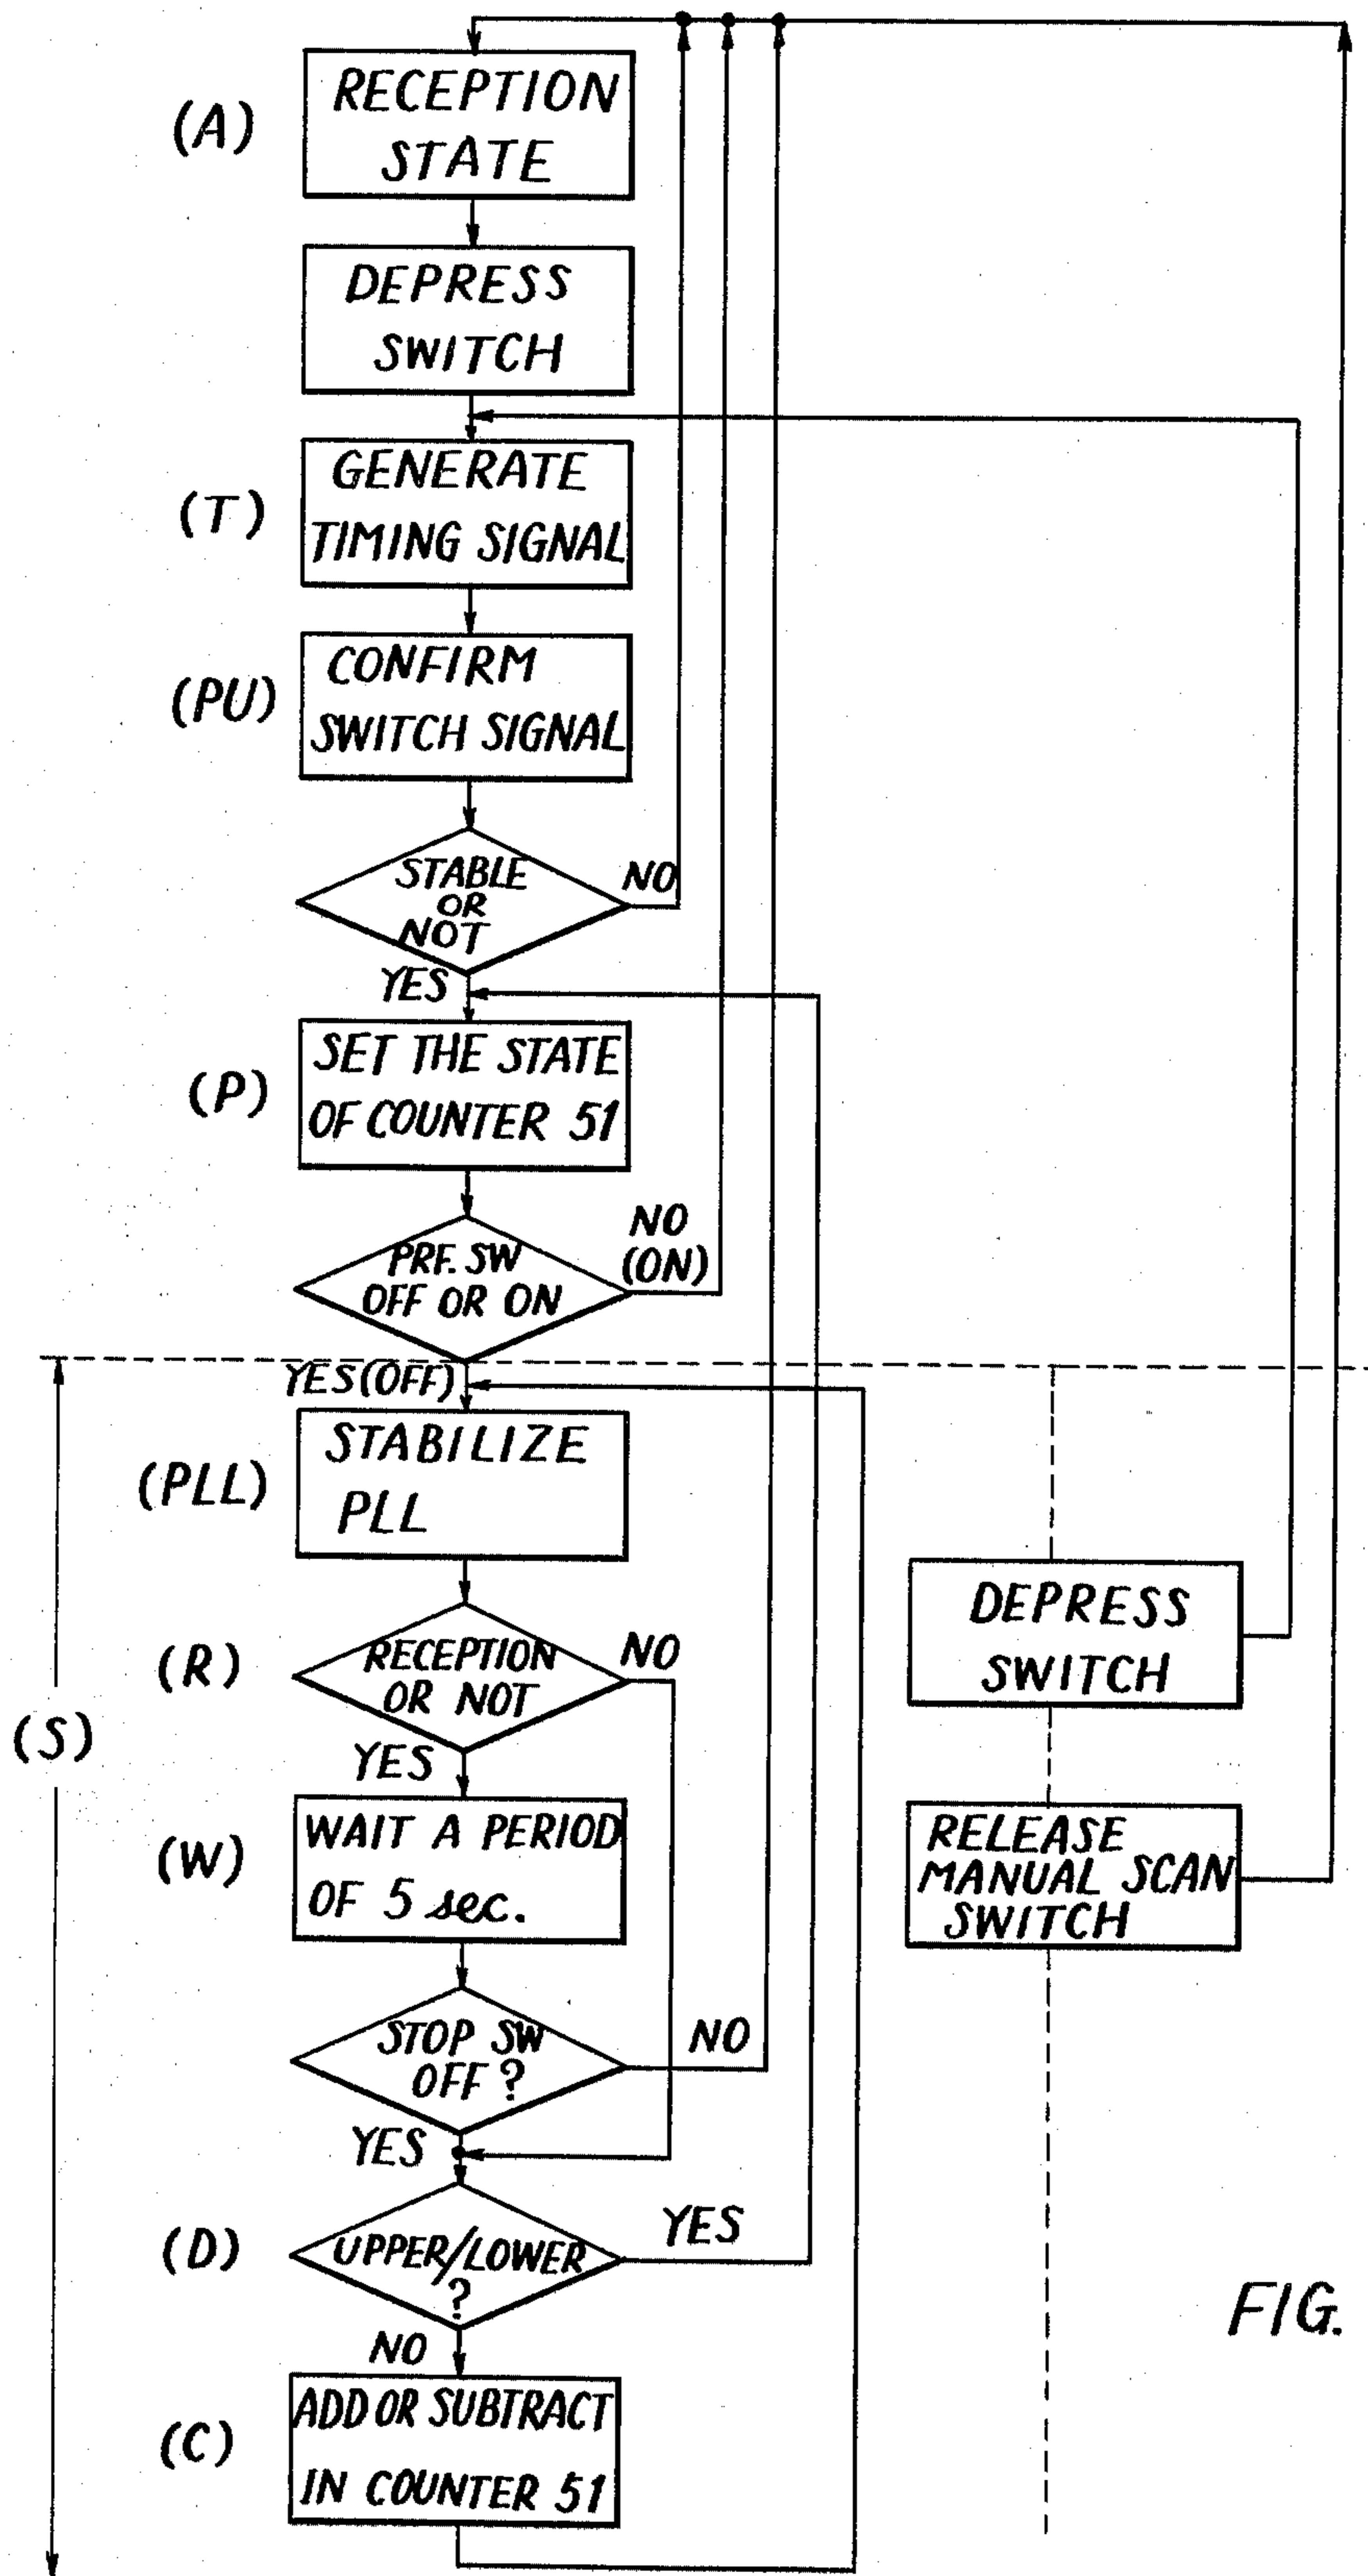 (A)
RECEPTION
STATE
DEPRESS
SWITCH
(T)
GENERATE
TIMING SIGNAL
(PU)
CONFIRM
SWITCH SIGNAL
STABLE
OR
NOT
NO
YES
(P)
SET THE STATE
OF COUNTER 51
PRF. SW
OFF OR ON
NO
(ON)
YES(OFF)
(PLL)
STABILIZE
PLL
DEPRESS
SWITCH
(R)
RECEPTION
OR NOT
NO
YES
(S)
(W)
WAIT A PERIOD
OF 5 sec.
RELEASE
MANUAL SCAN
SWITCH
STOP SW
OFF ?
NO
YES
(D)
UPPER/LOWER
?
YES
NO
FIG.
(C)
ADD OR SUBTRACT
IN COUNTER 51